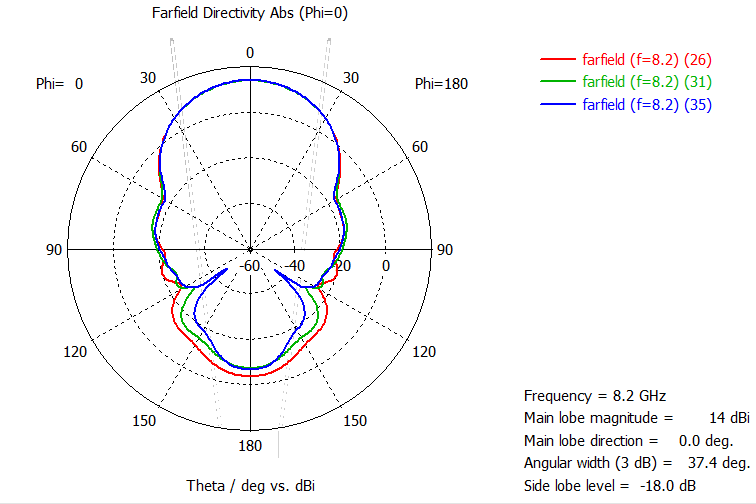 Farfield Directivity Abs (Phi=0)
Phi= 0
30
0
30
Phi=180
60
60
90
-60
-40
-20
0
90
120
120
150
150
180
Theta / deg vs. dBi
farfield (f=8.2) (26)
farfield (f=8.2) (31)
farfield (f=8.2) (35)
Frequency = 8.2 GHz
Main lobe magnitude = 14 dBi
Main lobe direction = 0.0 deg.
Angular width (3 dB) = 37.4 deg.
Side lobe level = -18.0 dB